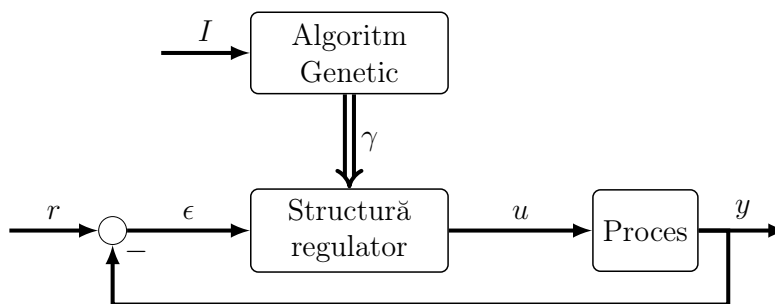 I
Algoritm
Genetic
γ
r
−
ϵ
Structură
regulator
u
Proces
y